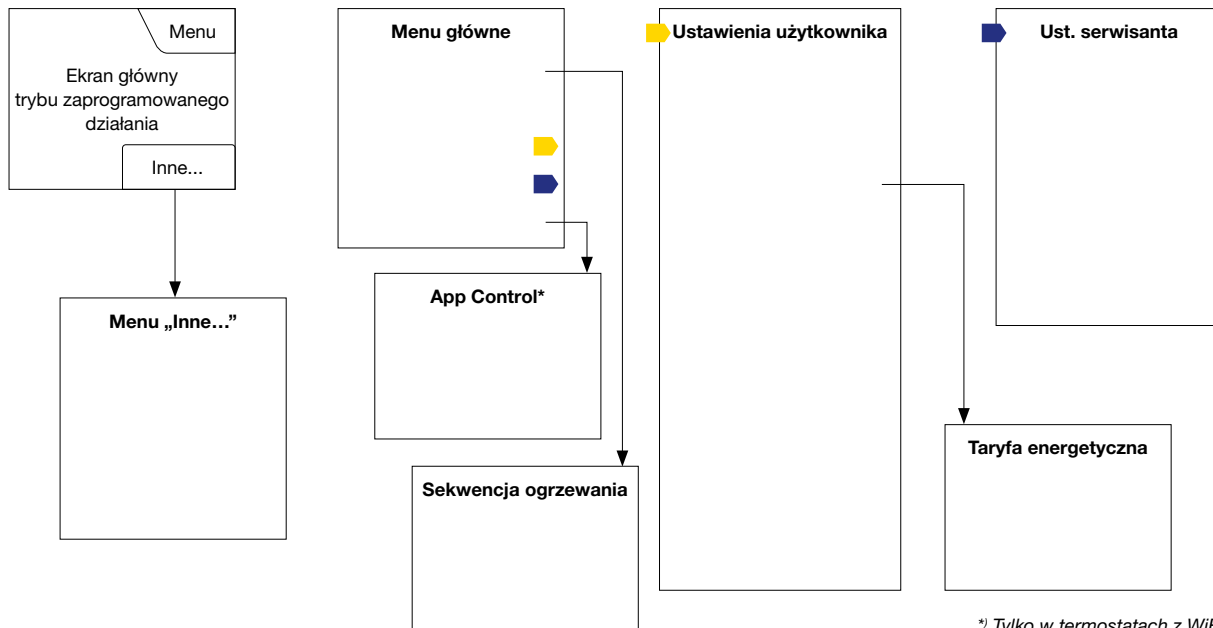 Menu
Ekran główny
trybu zaprogramowanego
działania
Inne...
Menu „Inne…”
Menu główne
App Control*
Sekwencja ogrzewania
Ustawienia użytkownika
Ust. serwisanta
Taryfa energetyczna
*) Tylko w termostatach z